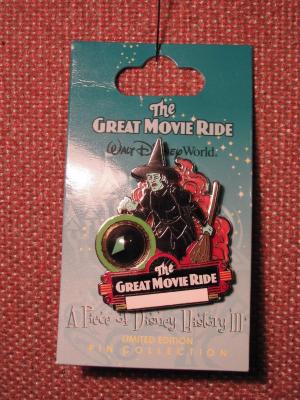 The
GREAT MOVIE RIDE
WALT DISNEY World
The
GREAT MOVIE RIDE
A Piece of Disney History III
LIMITED EDITION
PIN COLLECTION